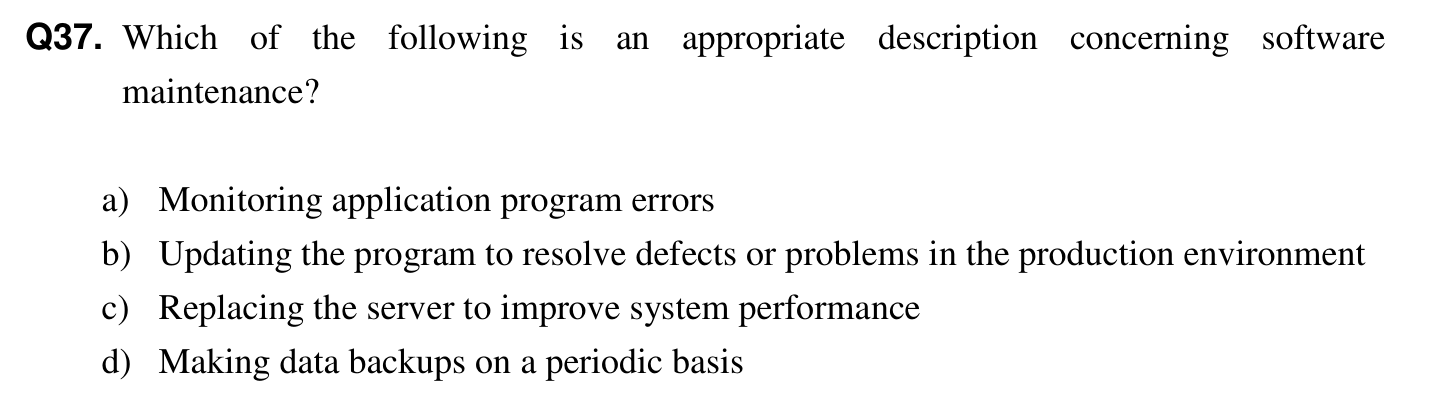 Q37. Which of the following is an appropriate description concerning software
maintenance?
a) Monitoring application program errors
b) Updating the program to resolve defects or problems in the production environment
c) Replacing the server to improve system performance
d) Making data backups on a periodic basis